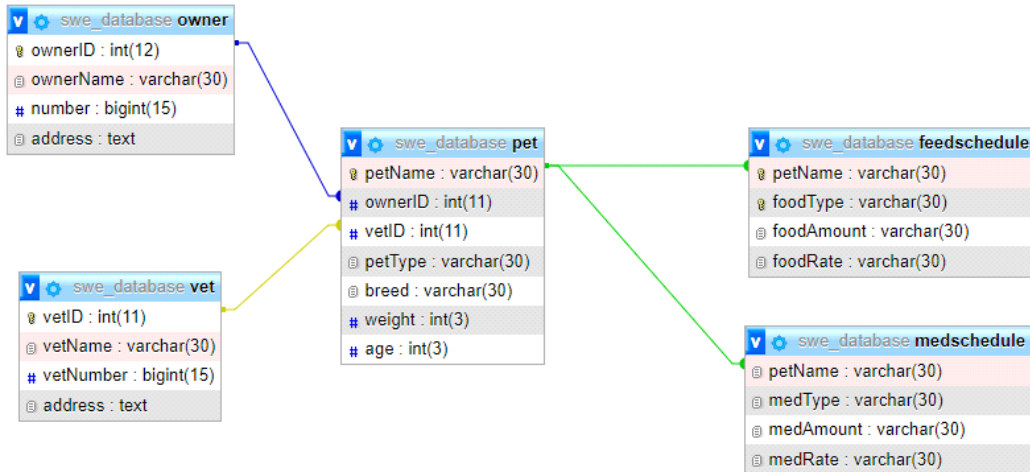 v swe_database owner
ownerID : int(12)
ownerName : varchar(30)
# number : bigint(15)
address : text
v swe_database vet
vetID : int(11)
vetName : varchar(30)
# vetNumber : bigint(15)
address : text
v swe_database pet
petName : varchar(30)
# ownerID : int(11)
# vetID : int(11)
petType : varchar(30)
breed : varchar(30)
# weight : int(3)
# age : int(3)
v swe_database feedschedule
petName : varchar(30)
foodType : varchar(30)
foodAmount : varchar(30)
foodRate : varchar(30)
v swe_database medschedule
petName : varchar(30)
medType : varchar(30)
medAmount : varchar(30)
medRate : varchar(30)